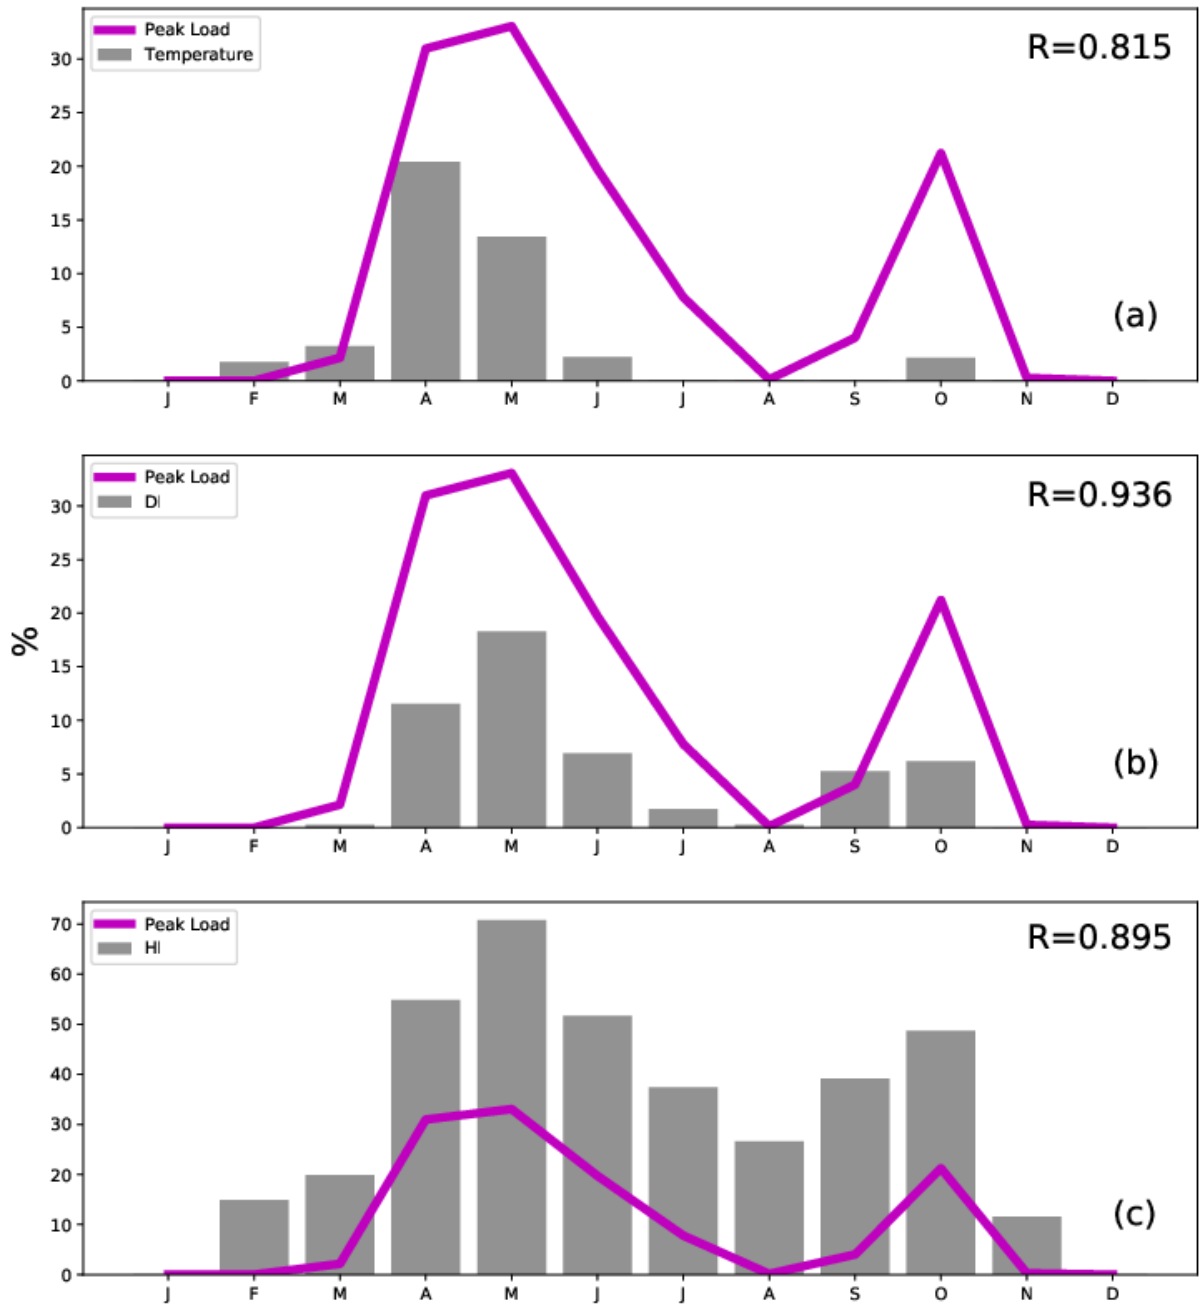 Peak Load
Temperature
R=0.815
30
25
20
15
10
5
0
(a)
J F M A M J J A S O N D
Peak Load
DI
R=0.936
30
25
20
15
10
5
0
%
(b)
J F M A M J J A S O N D
Peak Load
HI
R=0.895
70
60
50
40
30
20
10
0
(c)
J F M A M J J A S O N D